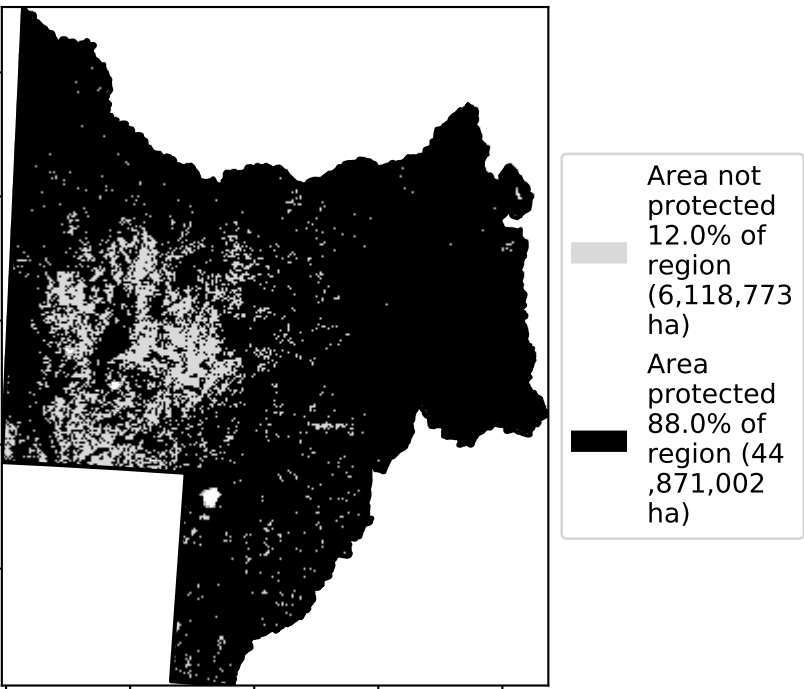 Area not
protected
12.0% of
region
(6,118,773
ha)
Area
protected
88.0% of
region (44
,871,002
ha)